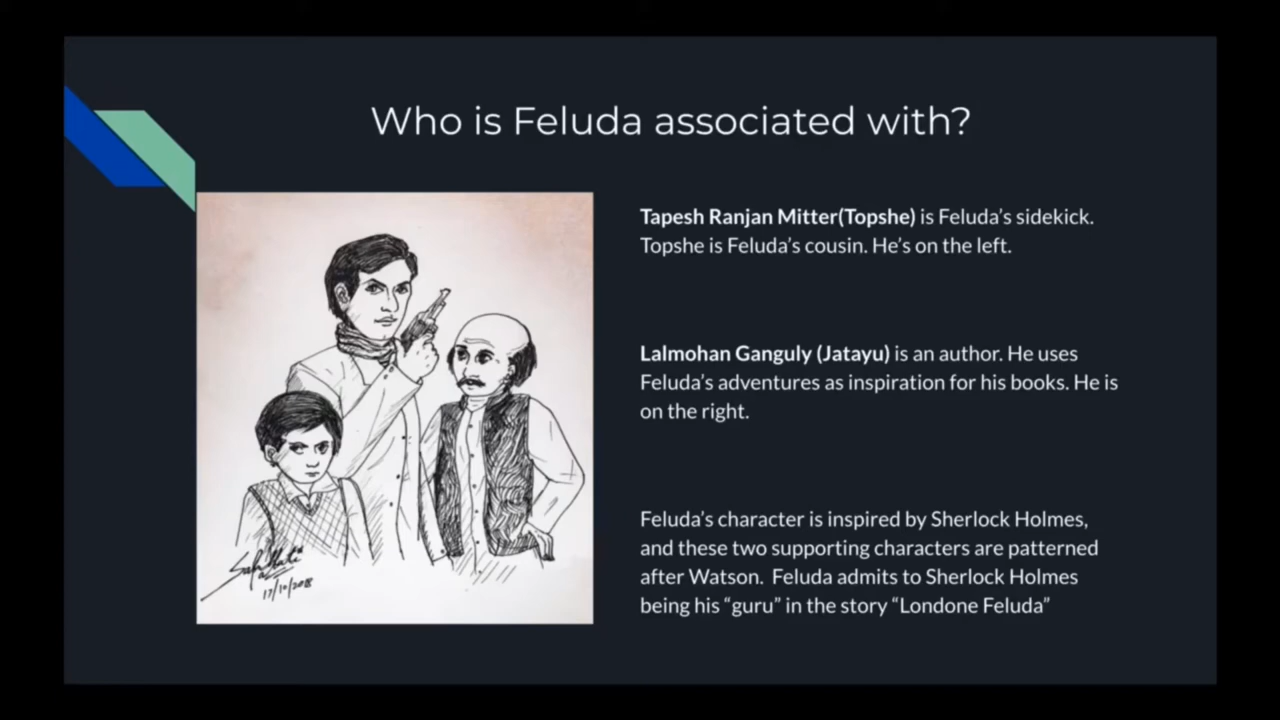 Who is Feluda associated with?
Tapesh Ranjan Mitter(Topshe) is Feluda's sidekick.
Topshe is Feluda's cousin. He's on the left.
Lalmohan Ganguly (Jatayu) is an author. He uses
Feluda's adventures as inspiration for his books. He is
on the right.
Feluda's character is inspired by Sherlock Holmes,
and these two supporting characters are patterned
after Watson. Feluda admits to Sherlock Holmes
being his “guru” in the story “Londone Feluda”
17/10/2018